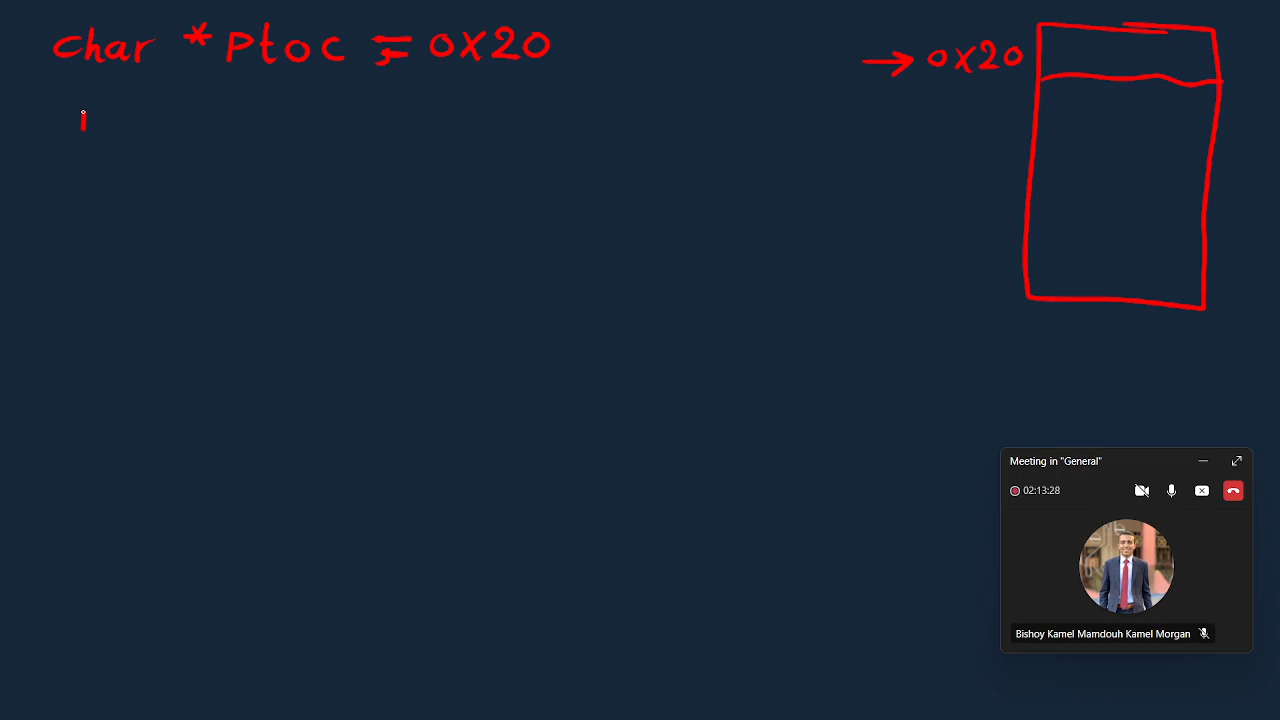 char *Ptoc = 0x20
→ 0x20
i
Meeting in "General"
02:13:28
Bishoy Kamel Mamdouh Kamel Morgan